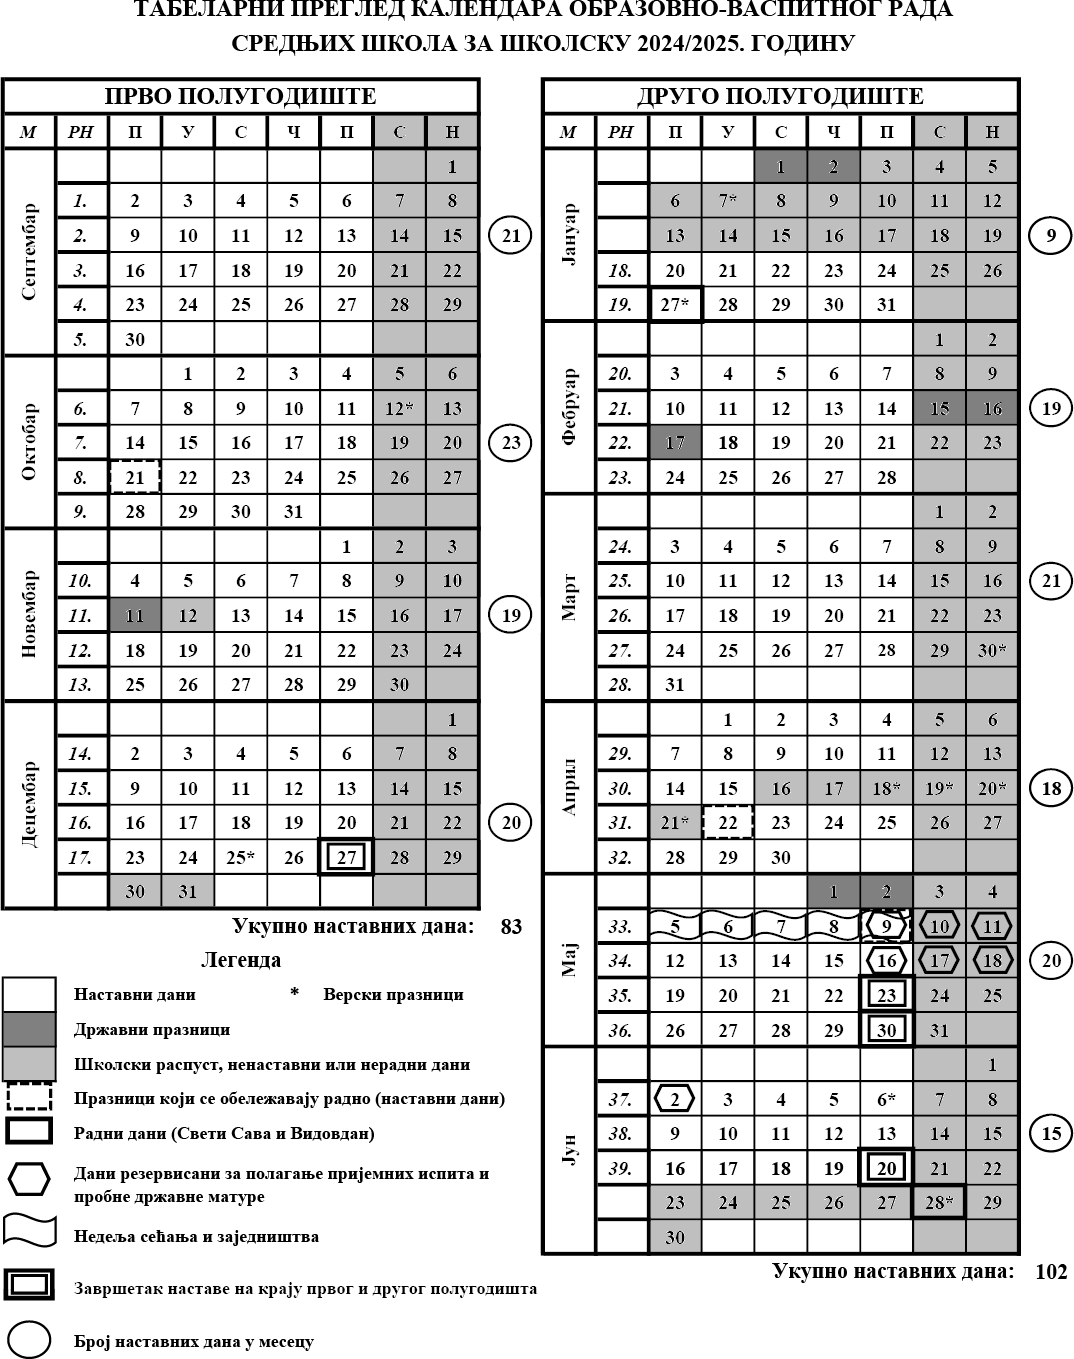 ТАБЕЛАРНИ ПРЕГЛЕД КАЛЕНДАРА ОБРАЗОВНО-ВАСПИТНОГ РАДА
СРЕДЊИХ ШКОЛА ЗА ШКОЛСКУ 2024/2025. ГОДИНУ
ПРВО ПОЛУГОДИШТЕ
М РН П У С Ч П С Н
Септембар
1
1. 2 3 4 5 6 7 8
2. 9 10 11 12 13 14 15 21
3. 16 17 18 19 20 21 22
4. 23 24 25 26 27 28 29
5. 30
Октобар
1 2 3 4 5 6
6. 7 8 9 10 11 12* 13
7. 14 15 16 17 18 19 20 23
8. 21 22 23 24 25 26 27
9. 28 29 30 31
Новембар
1 2 3
10. 4 5 6 7 8 9 10
11. 11 12 13 14 15 16 17 19
12. 18 19 20 21 22 23 24
13. 25 26 27 28 29 30
Децембар
1
14. 2 3 4 5 6 7 8
15. 9 10 11 12 13 14 15
16. 16 17 18 19 20 21 22 20
17. 23 24 25* 26 27 28 29
30 31
Укупно наставних дана: 83
Легенда
Наставни дани * Верски празници
Државни празници
Школски распуст, ненаставни или нерадни дани
Празници који се обележавају радно (наставни дани)
Радни дани (Свети Сава и Видовдан)
Дани резервисани за полагање пријемних испита и
пробне државне матуре
Недеља сећања и заједништва
Завршетак наставе на крају првог и другог полугодишта
Број наставних дана у месецу
ДРУГО ПОЛУГОДИШТЕ
М РН П У С Ч П С Н
Јануар
1 2 3 4 5
6 7* 8 9 10 11 12
13 14 15 16 17 18 19 9
18. 20 21 22 23 24 25 26
19. 27* 28 29 30 31
Фебруар
1 2
20. 3 4 5 6 7 8 9
21. 10 11 12 13 14 15 16 19
22. 17 18 19 20 21 22 23
23. 24 25 26 27 28
Март
1 2
24. 3 4 5 6 7 8 9
25. 10 11 12 13 14 15 16 21
26. 17 18 19 20 21 22 23
27. 24 25 26 27 28 29 30*
28. 31
Април
1 2 3 4 5 6
29. 7 8 9 10 11 12 13
30. 14 15 16 17 18* 19* 20* 18
31. 21* 22 23 24 25 26 27
32. 28 29 30
Мај
1 2 3 4
33. 5 6 7 8 9 10 11
34. 12 13 14 15 16 17 18 20
35. 19 20 21 22 23 24 25
36. 26 27 28 29 30 31
Јун
1
37. 2 3 4 5 6* 7 8
38. 9 10 11 12 13 14 15 15
39. 16 17 18 19 20 21 22
23 24 25 26 27 28* 29
30
Укупно наставних дана: 102